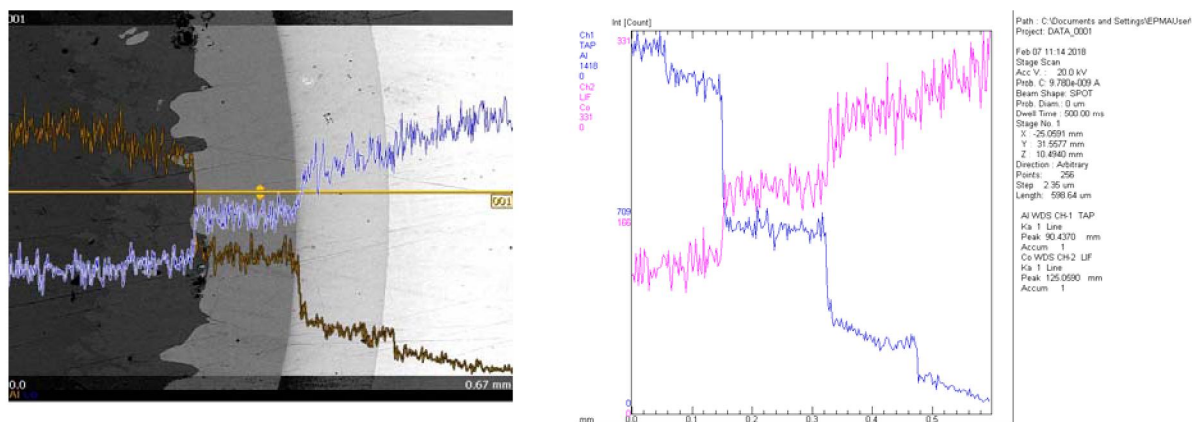 001
001
0.0
0.67 mm
Al
Co
Int [Count]
Ch1
TAP
Al
1418
0
Ch2
LIF
Co
331
0
331
709
166
0
0
mm
0.0
0.1
0.2
0.3
0.4
0.5
Path : C:\Documents and Settings\EPMAUser\
Project: DATA_0001
Feb 07 11:14 2018
Stage Scan
Acc V. : 20.0 kV
Prob. C: 9.780e-009 A
Beam Shape: SPOT
Prob. Diam.: 0 um
Dwell Time : 500.00 ms
Stage No. 1
X : -25.0591 mm
Y : 31.5577 mm
Z : 10.4940 mm
Direction : Arbitrary
Points: 256
Step 2.35 um
Length: 598.64 um
Al WDS CH-1 TAP
Ka 1 Line
Peak 90.4370 mm
Accum 1
Co WDS CH-2 LIF
Ka 1 Line
Peak 125.0590 mm
Accum 1